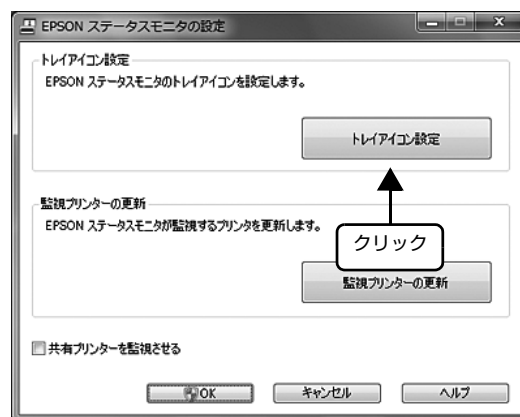 EPSON ステータスモニタの設定
トレイアイコン設定
EPSON ステータスモニタのトレイアイコンを設定します。
トレイアイコン設定
監視プリンターの更新
EPSON ステータスモニタが監視するプリンタを更新します。
クリック
監視プリンターの更新
共有プリンターを監視させる
OK
キャンセル
ヘルプ